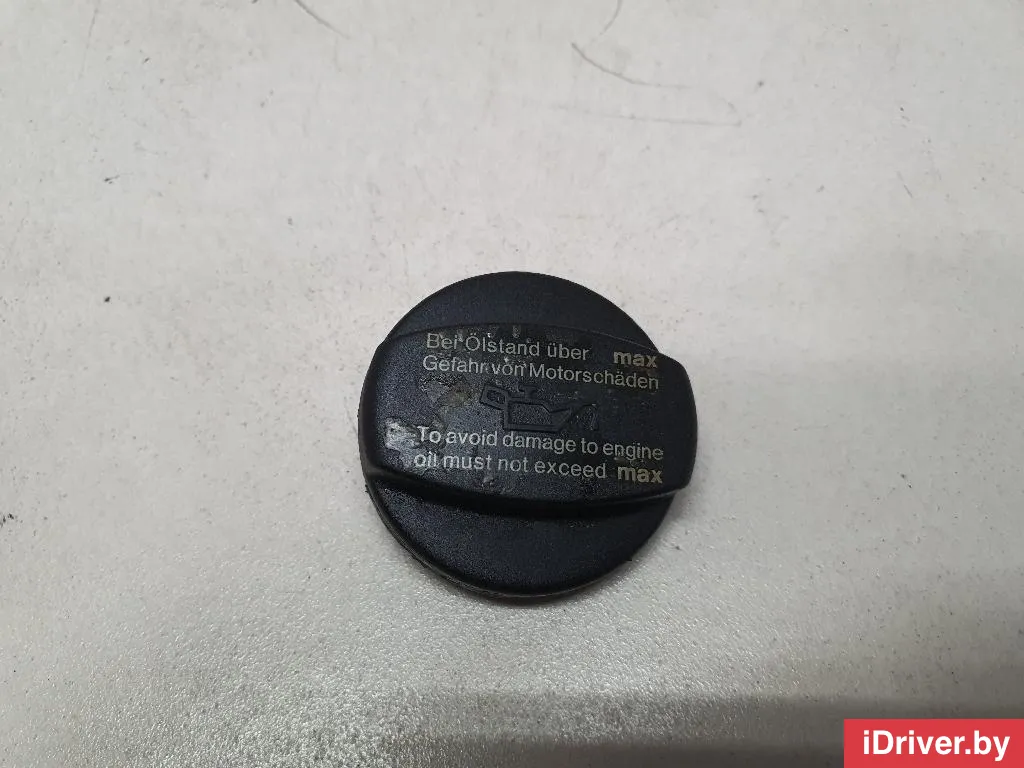 Bei Ölstand über max
Gefahr von Motorschäden
To avoid damage to engine
oil must not exceed max
iDriver.by